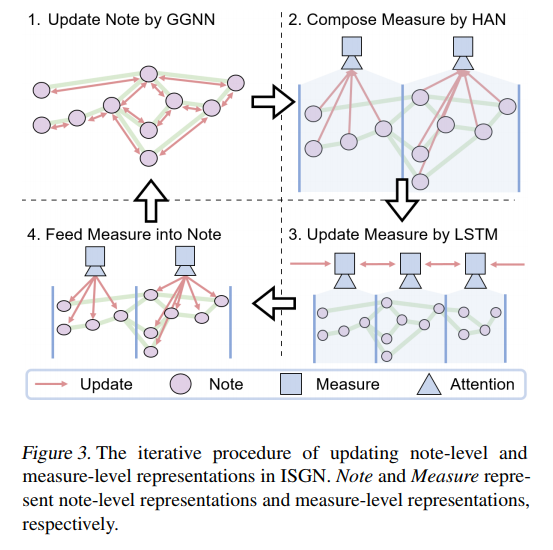 1. Update Note by GGNN
2. Compose Measure by HAN
4. Feed Measure into Note
3. Update Measure by LSTM
Update
Note
Measure
Attention
Figure 3. The iterative procedure of updating note-level and
measure-level representations in ISGN. Note and Measure repre-
sent note-level representations and measure-level representations,
respectively.